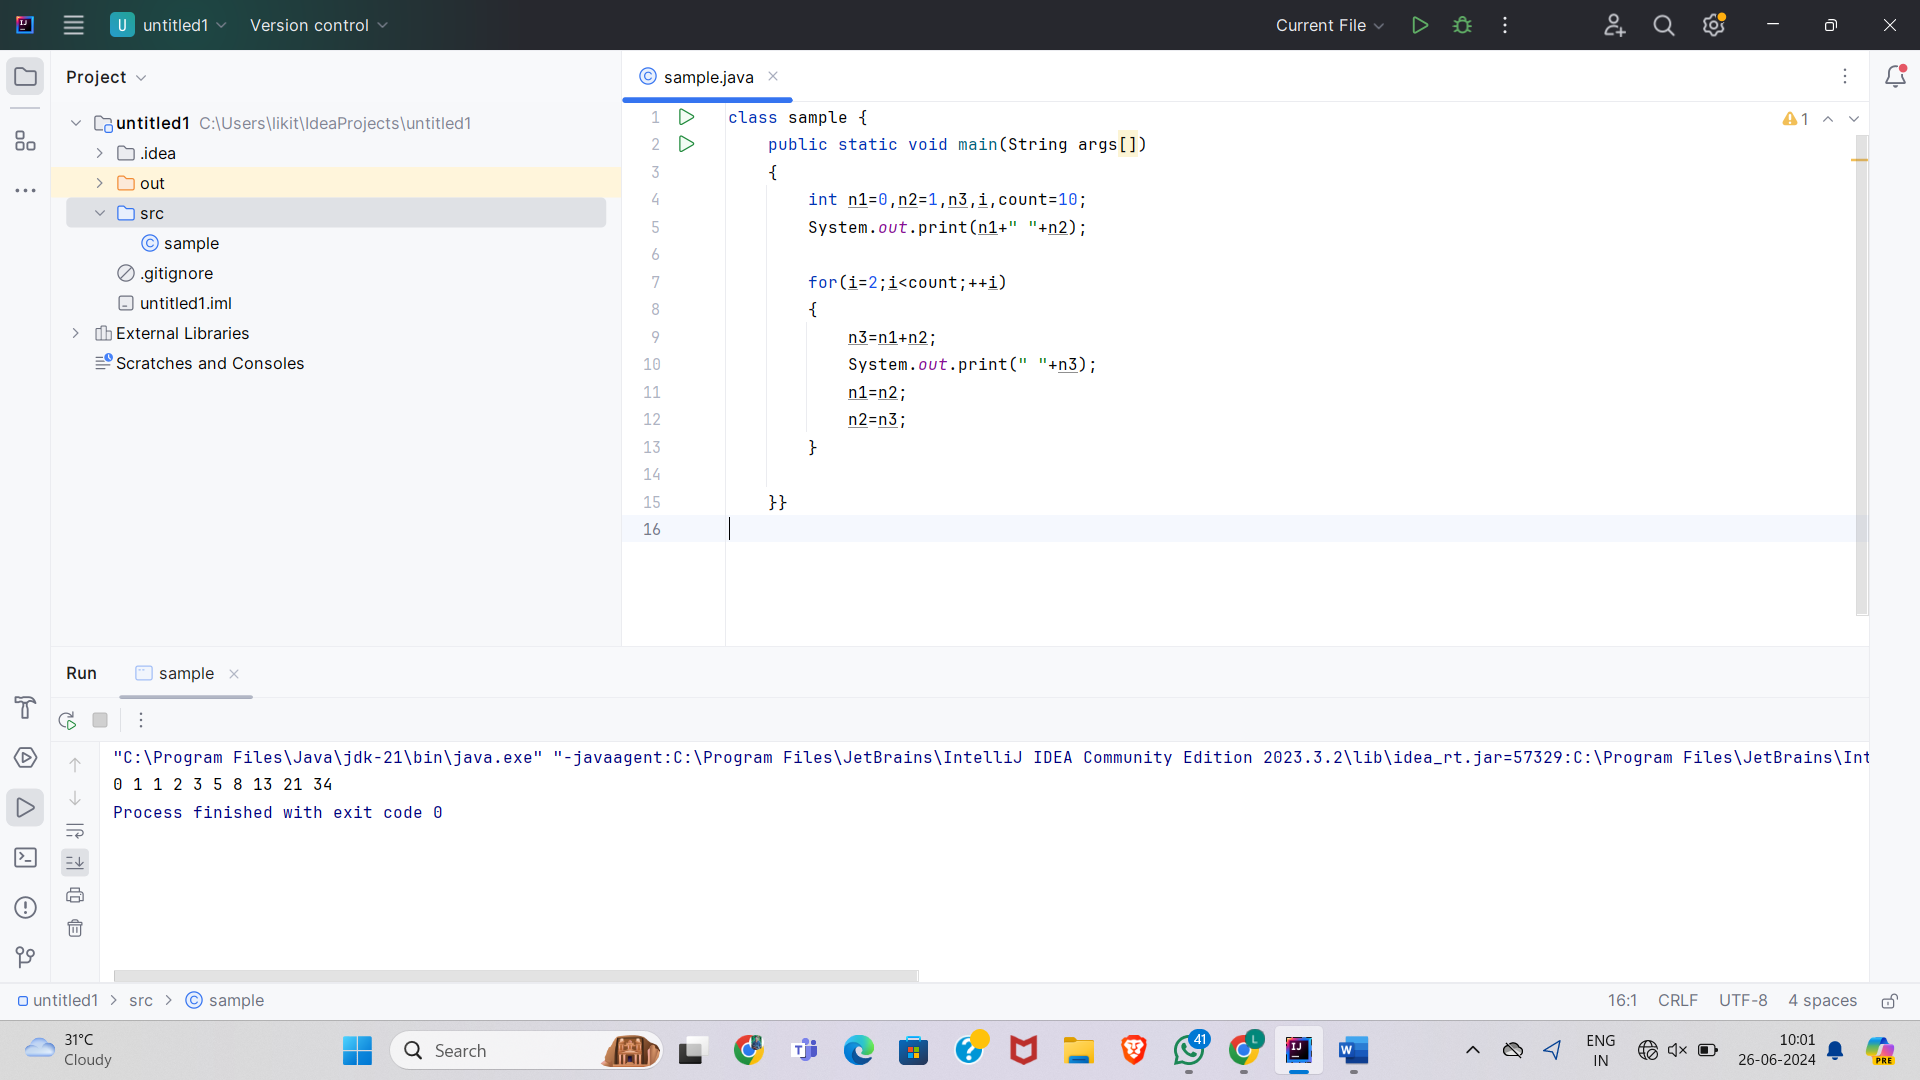 U untitled1 Version control Current File
Project
untitled1 C:\Users\likit\IdeaProjects\untitled1
.idea
out
src
sample
.gitignore
untitled1.iml
External Libraries
Scratches and Consoles
sample.java
1
1 class sample {
2 public static void main(String args[])
3 {
4 int n1=0,n2=1,n3,i,count=10;
5 System.out.print(n1+" "+n2);
6
7 for(i=2;i<count;++i)
8 {
9 n3=n1+n2;
10 System.out.print(" "+n3);
11 n1=n2;
12 n2=n3;
13 }
14
15 }}
16
Run sample
"C:\Program Files\Java\jdk-21\bin\java.exe" "-javaagent:C:\Program Files\JetBrains\IntelliJ IDEA Community Edition 2023.3.2\lib\idea_rt.jar=57329:C:\Program Files\JetBrains\Int
0 1 1 2 3 5 8 13 21 34
Process finished with exit code 0
untitled1 > src > sample 16:1 CRLF UTF-8 4 spaces
31°C
Cloudy
Search
41
L
ENG
IN
10:01
26-06-2024
PRE